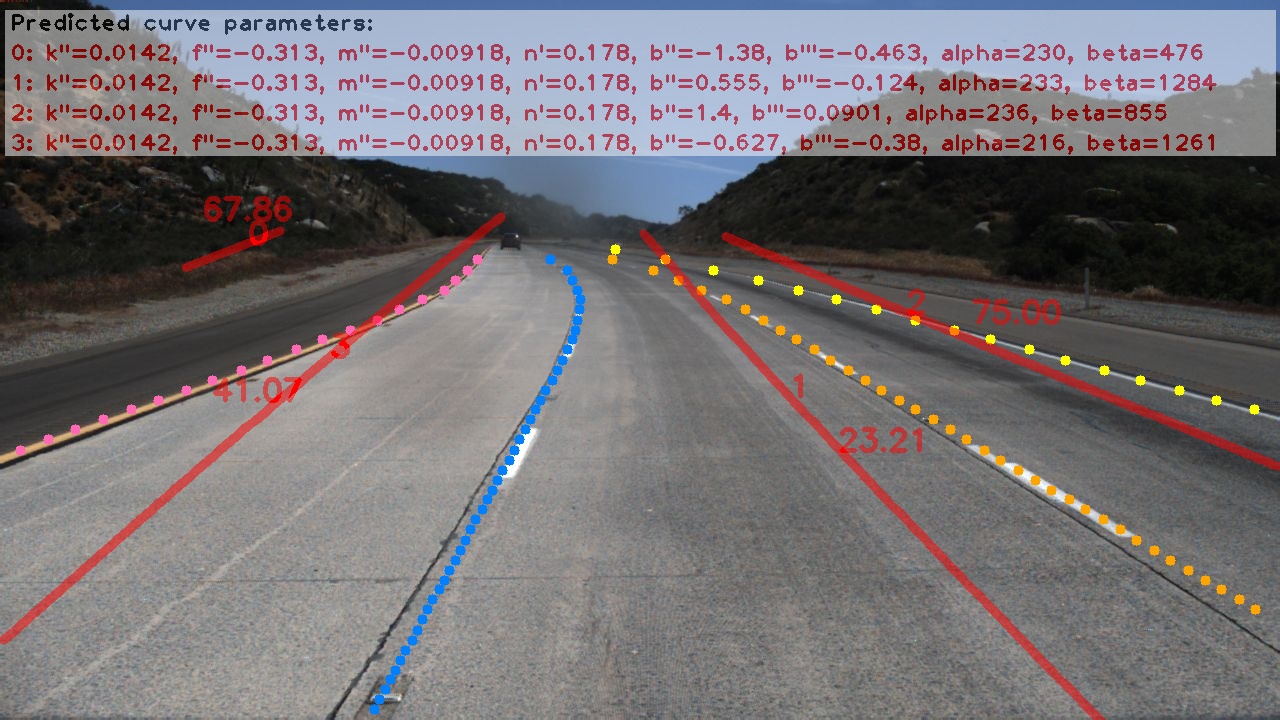 Predicted curve parameters:
0: k''=0.0142, f''=-0.313, m''=-0.00918, n'=0.178, b''=-1.38, b'''=-0.463, alpha=230, beta=476
1: k''=0.0142, f''=-0.313, m''=-0.00918, n'=0.178, b''=0.555, b'''=-0.124, alpha=233, beta=1284
2: k''=0.0142, f''=-0.313, m''=-0.00918, n'=0.178, b''=1.4, b'''=0.0901, alpha=236, beta=855
3: k''=0.0142, f''=-0.313, m''=-0.00918, n'=0.178, b''=-0.627, b'''=-0.38, alpha=216, beta=1261
67.86
0
2
75.00
3
41.07
1
23.21